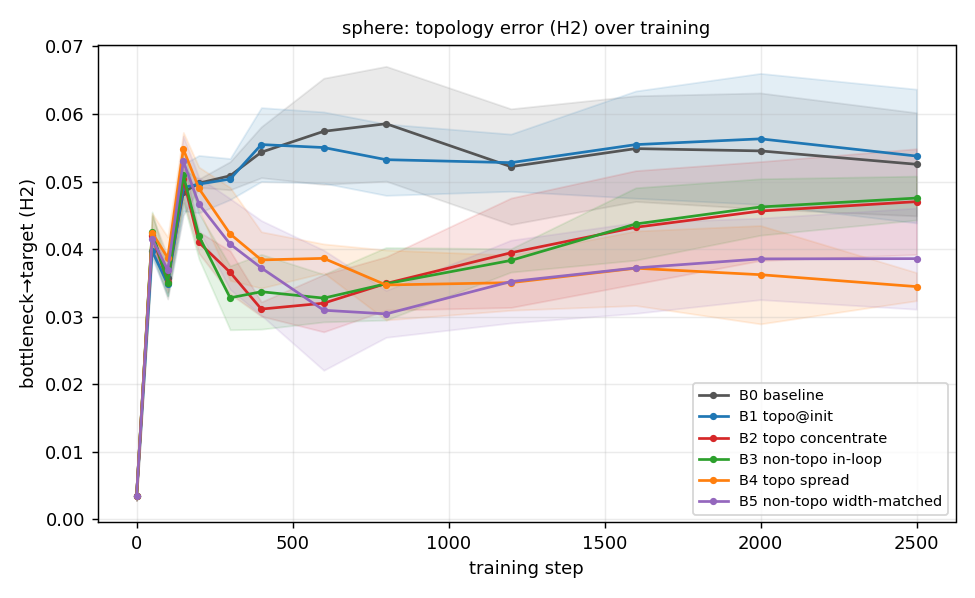 sphere: topology error (H2) over training
bottleneck→target (H2)
0.07
0.06
0.05
0.04
0.03
0.02
0.01
0.00
B0 baseline
B1 topo@init
B2 topo concentrate
B3 non-topo in-loop
B4 topo spread
B5 non-topo width-matched
0 500 1000 1500 2000 2500
training step